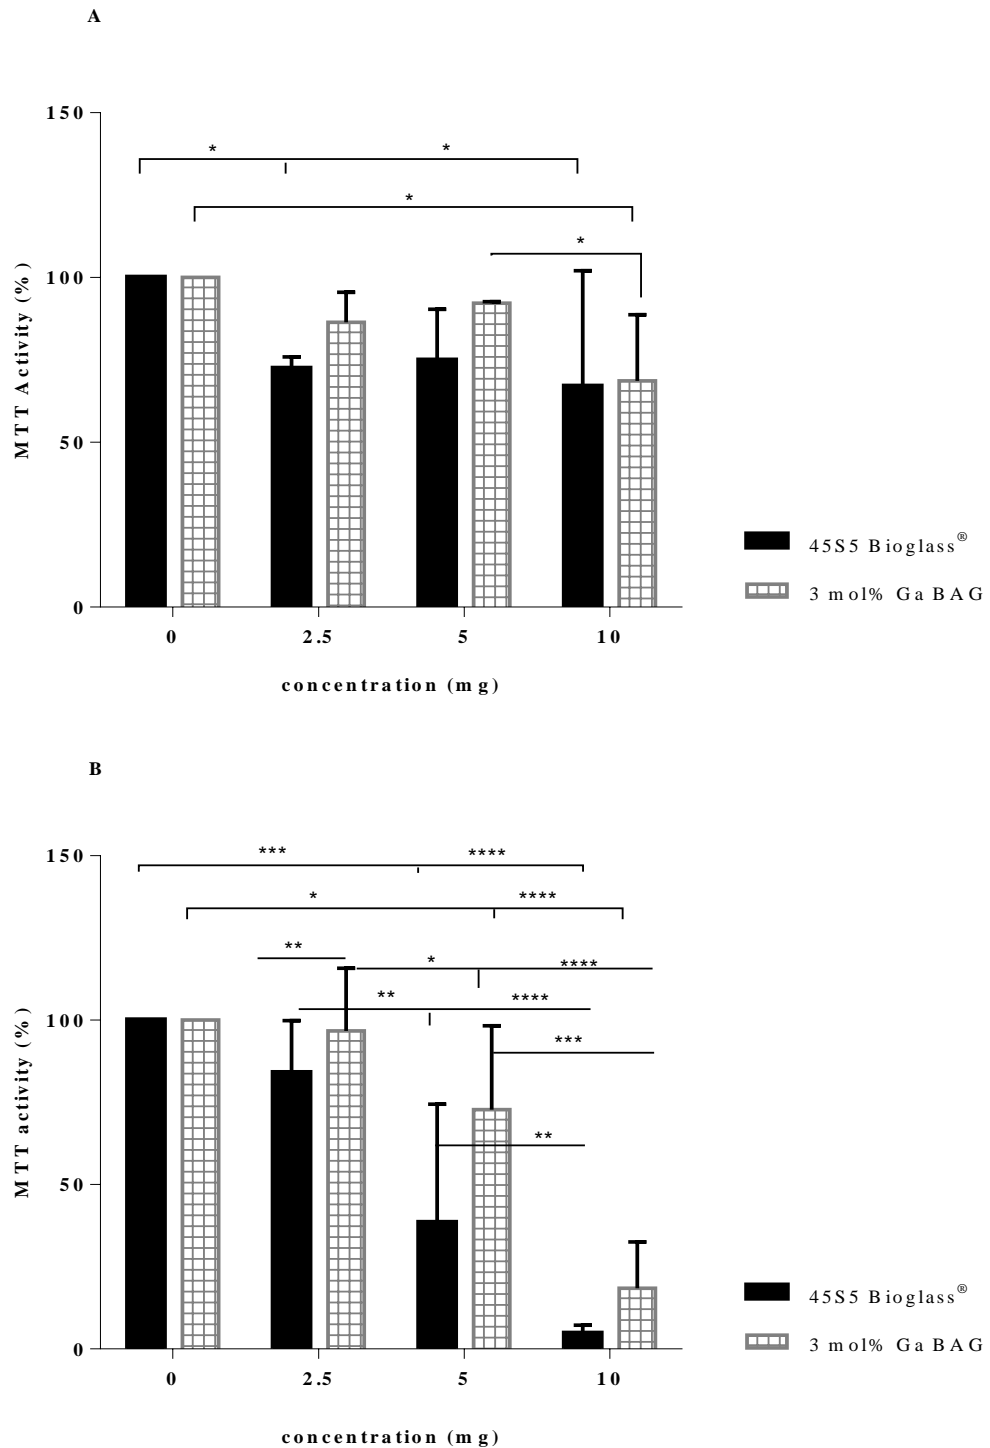 A
150
* *
*
*
100
MTT Activity (%)
50
45S5 Bioglass®
3 mol% Ga BAG
0
0 2.5 5 10
concentration (mg)
B
150
*** ****
* ****
**
* ****
** ****
100
***
MTT activity (%)
**
50
45S5 Bioglass®
3 mol% Ga BAG
0
0 2.5 5 10
concentration (mg)